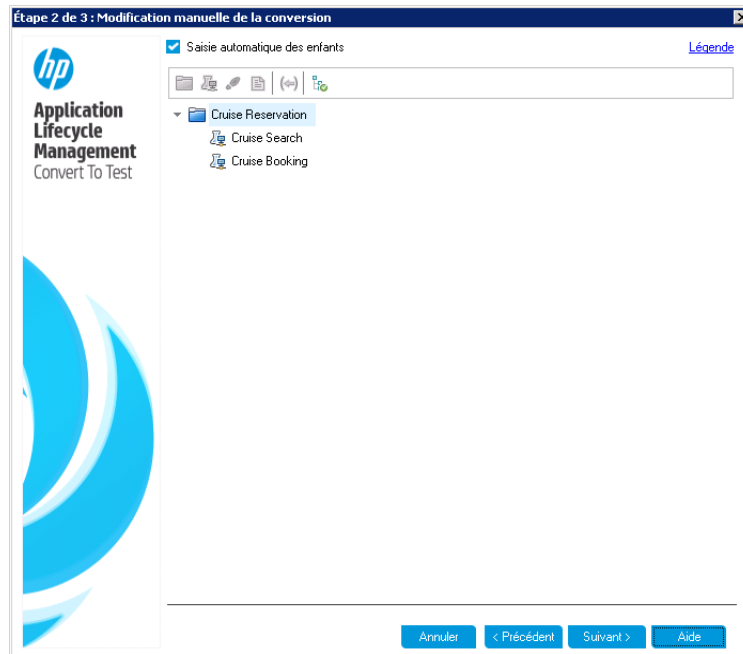 Étape 2 de 3 : Modification manuelle de la conversion
hp
Application
Lifecycle
Management
Convert To Test
Saisie automatique des enfants
Légende
Cruise Reservation
Cruise Search
Cruise Booking
Annuler
< Précédent
Suivant >
Aide